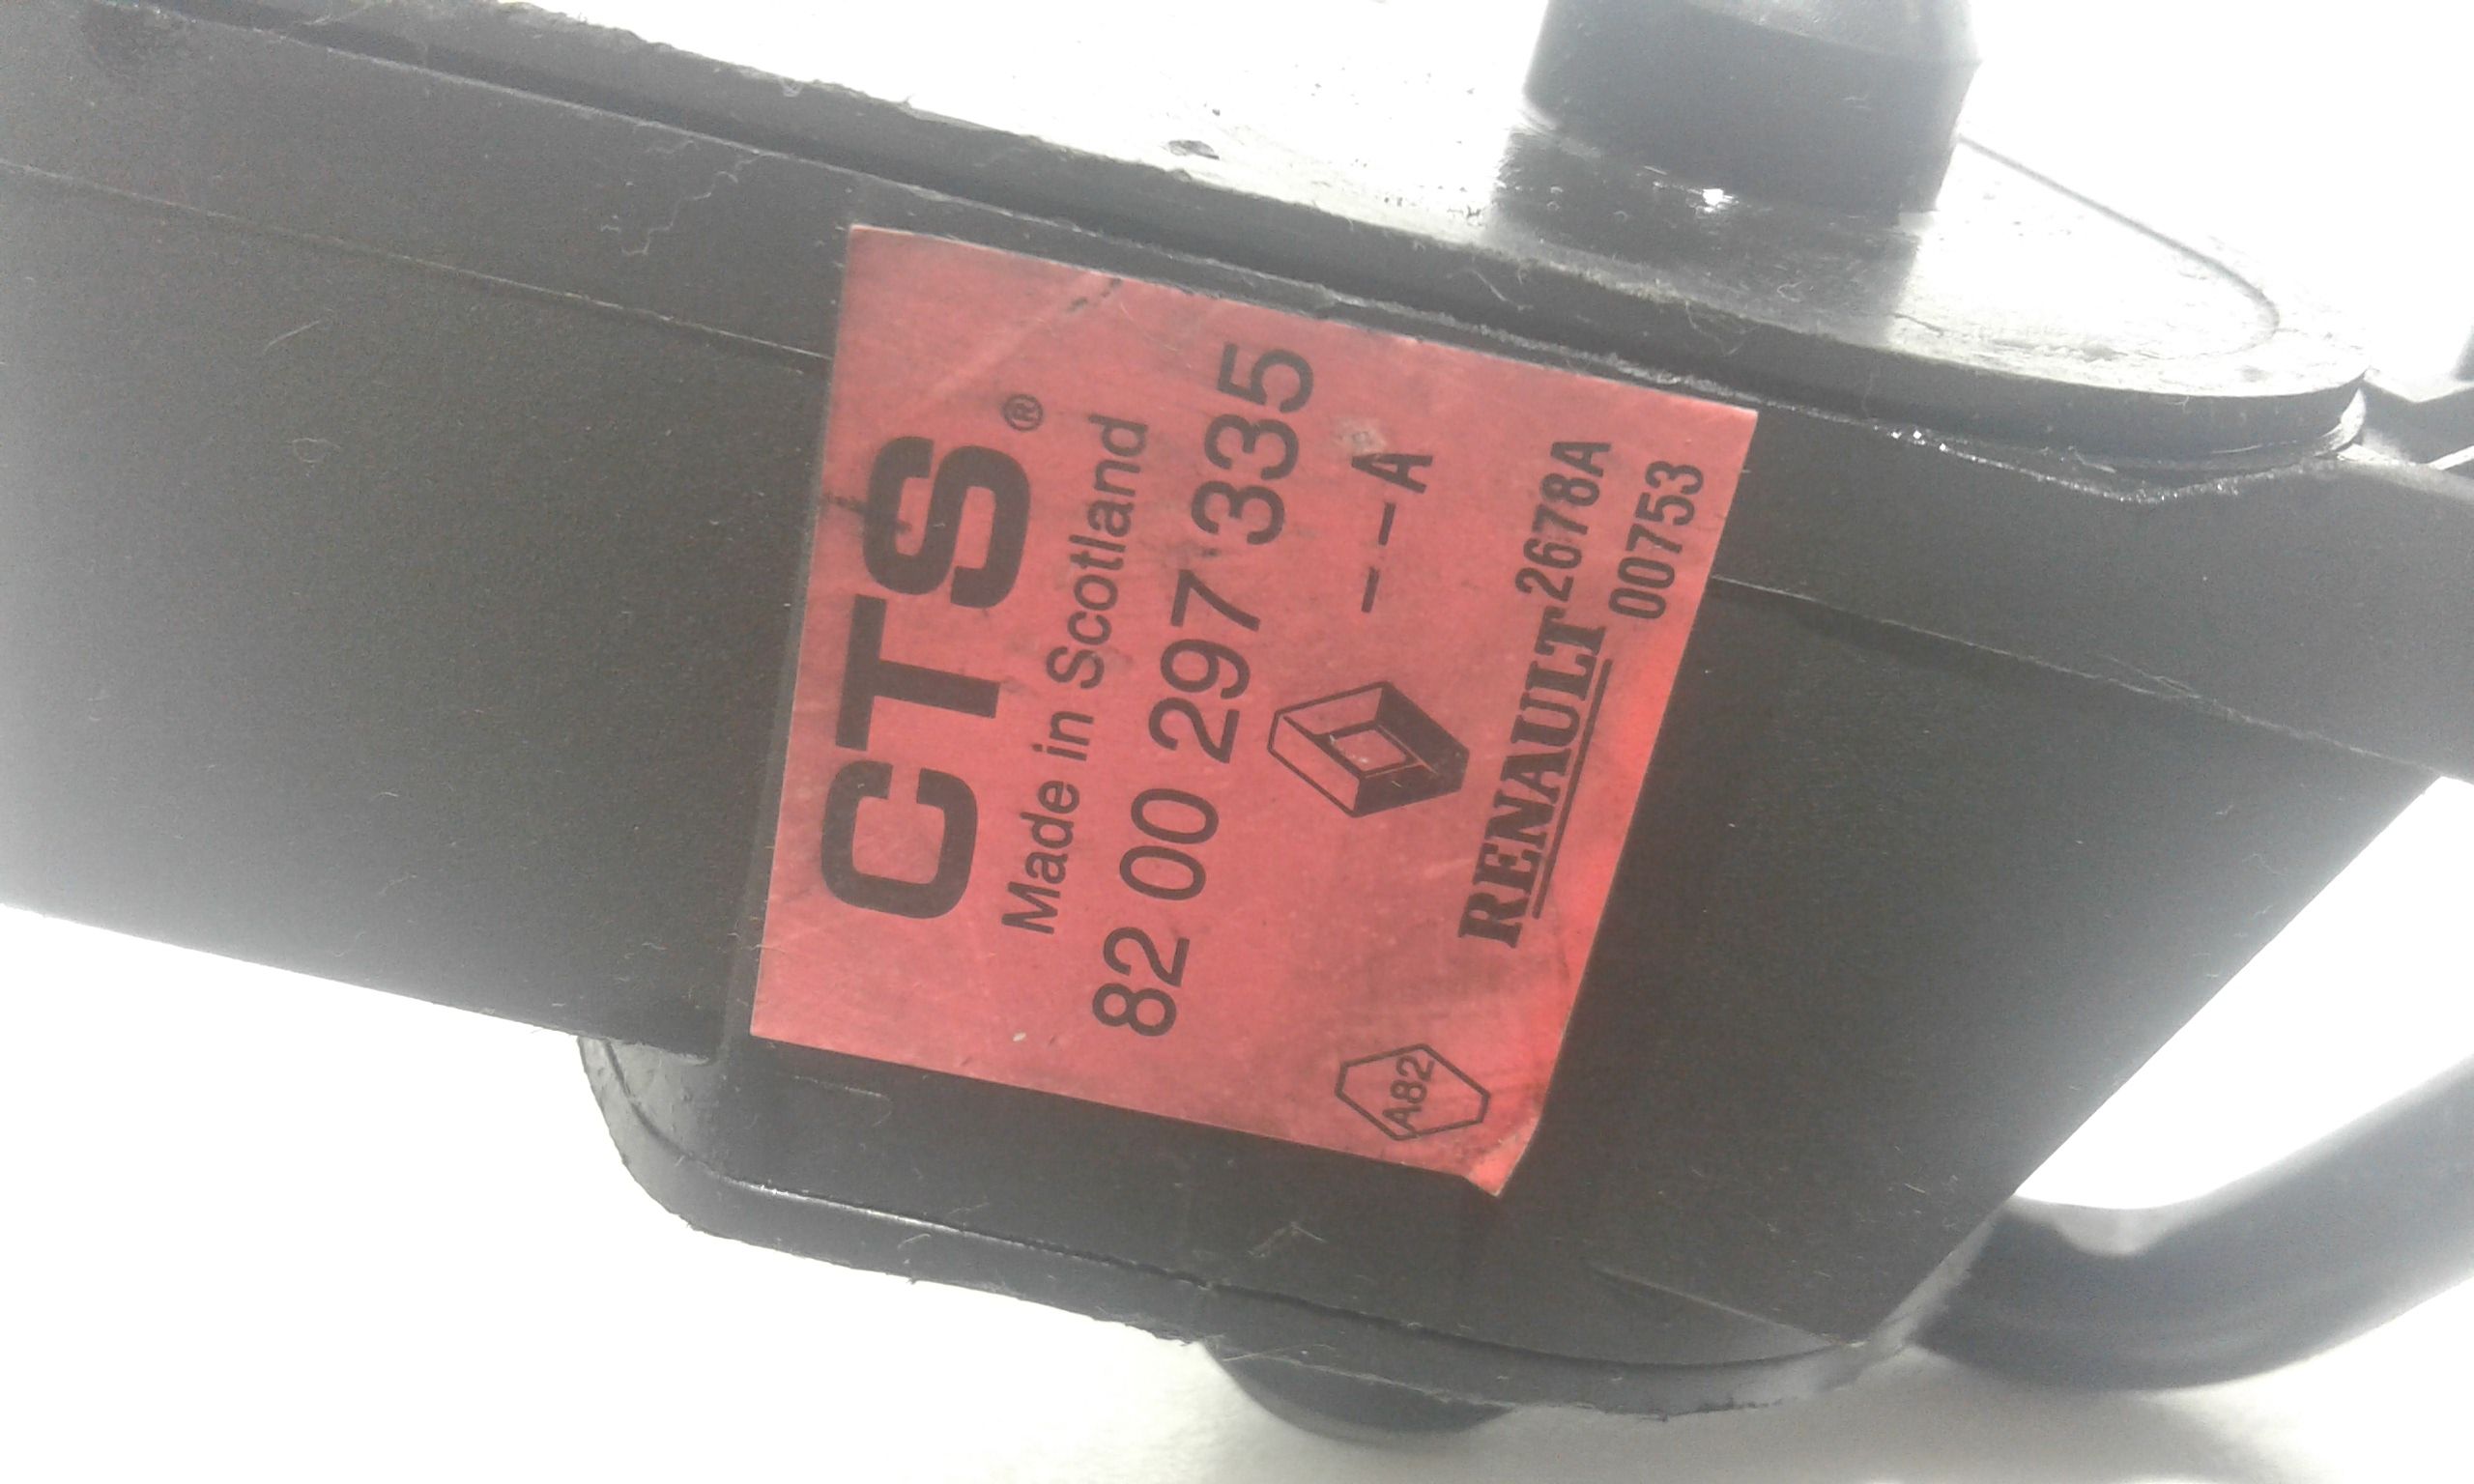 CTS®
Made in Scotland
82 00 297 335
---A
RENAULT 2678A
00753
A82